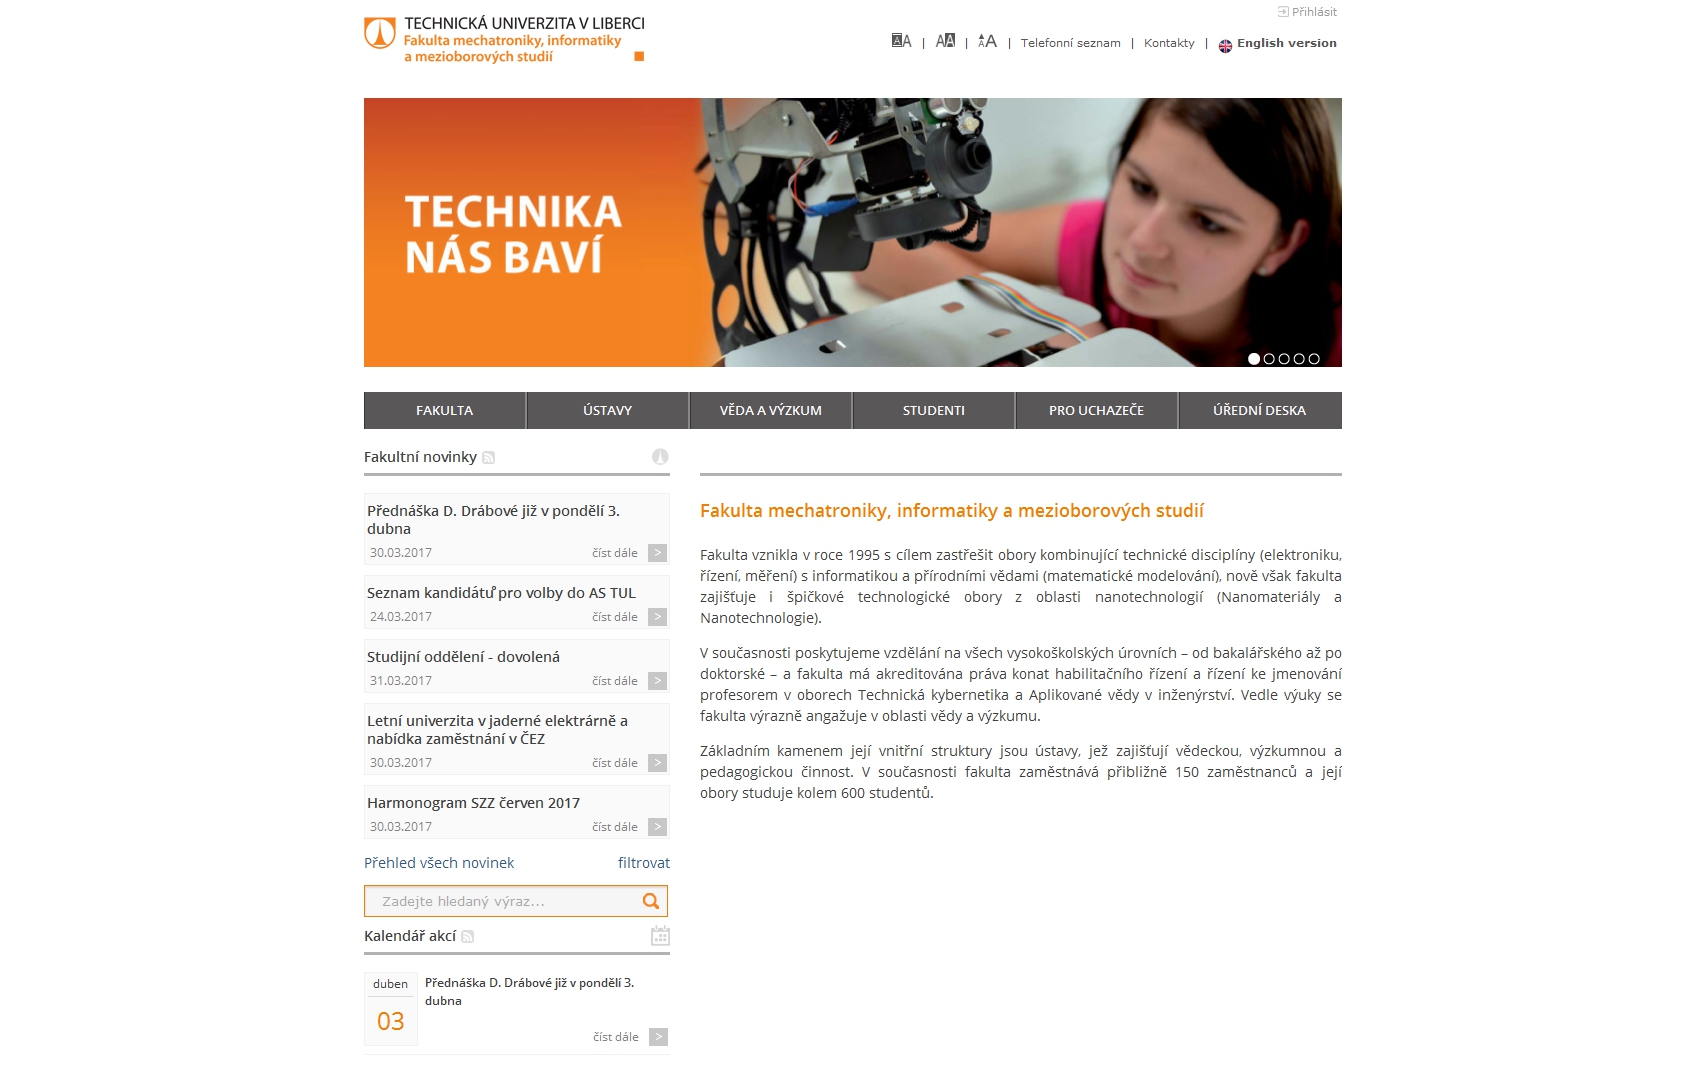 Přihlásit
TECHNICKÁ UNIVERZITA V LIBERCI
Fakulta mechatroniky, informatiky
a mezioborových studií
AA | AA | AA | Telefonní seznam | Kontakty | English version
TECHNIKA
NÁS BAVÍ
FAKULTA ÚSTAVY VĚDA A VÝZKUM STUDENTI PRO UCHAZEČE ÚŘEDNÍ DESKA
Fakultní novinky
Přednáška D. Drábové již v pondělí 3.
dubna
30.03.2017 číst dále >
Seznam kandidátů pro volby do AS TUL
24.03.2017 číst dále >
Studijní oddělení - dovolená
31.03.2017 číst dále >
Letní univerzita v jaderné elektrárně a
nabídka zaměstnání v ČEZ
30.03.2017 číst dále >
Harmonogram SZZ červen 2017
30.03.2017 číst dále >
Přehled všech novinek filtrovat
Zadejte hledaný výraz...
Kalendář akcí
duben
03
Přednáška D. Drábové již v pondělí 3.
dubna
číst dále >
Fakulta mechatroniky, informatiky a mezioborových studií
Fakulta vznikla v roce 1995 s cílem zastřešit obory kombinující technické disciplíny (elektroniku,
řízení, měření) s informatikou a přírodními vědami (matematické modelování), nově však fakulta
zajišťuje i špičkové technologické obory z oblasti nanotechnologií (Nanomateriály a
Nanotechnologie).
V současnosti poskytujeme vzdělání na všech vysokoškolských úrovních – od bakalářského až po
doktorské – a fakulta má akreditována práva konat habilitačního řízení a řízení ke jmenování
profesorem v oborech Technická kybernetika a Aplikované vědy v inženýrství. Vedle výuky se
fakulta výrazně angažuje v oblasti vědy a výzkumu.
Základním kamenem její vnitřní struktury jsou ústavy, jež zajišťují vědeckou, výzkumnou a
pedagogickou činnost. V současnosti fakulta zaměstnává přibližně 150 zaměstnanců a její
obory studuje kolem 600 studentů.